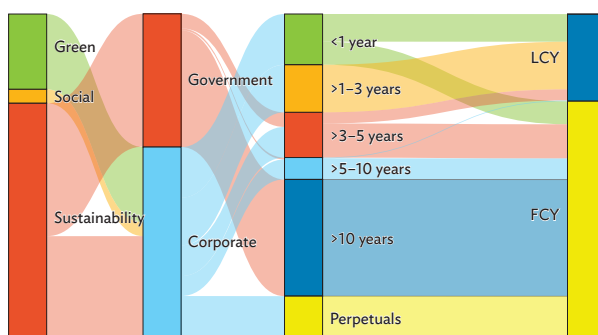 Green
Social
Sustainability
Government
Corporate
<1 year
>1–3 years
>3–5 years
>5–10 years
>10 years
Perpetuals
LCY
FCY